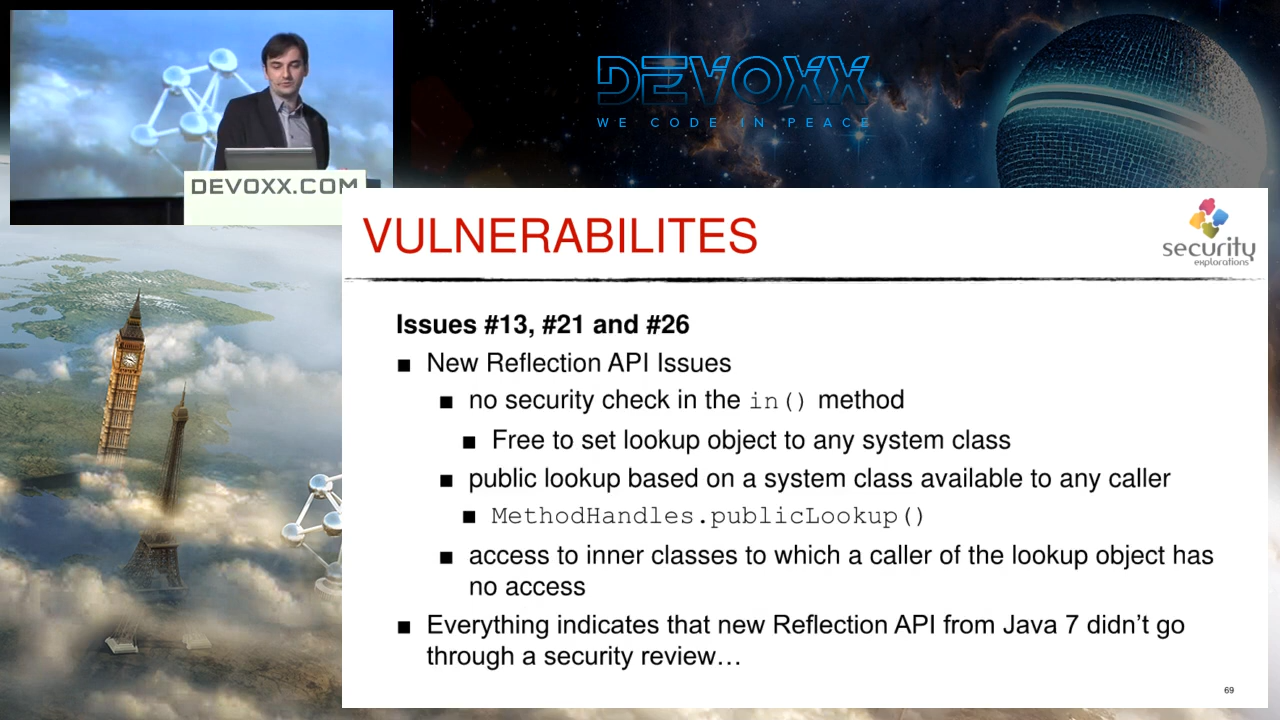 DEVOXX
WE CODE IN PEACE
DEVOXX.COM
VULNERABILITES
security
explorations
Issues #13, #21 and #26
■ New Reflection API Issues
■ no security check in the in() method
■ Free to set lookup object to any system class
■ public lookup based on a system class available to any caller
■ MethodHandles.publicLookup()
■ access to inner classes to which a caller of the lookup object has
no access
■ Everything indicates that new Reflection API from Java 7 didn’t go
through a security review…
69